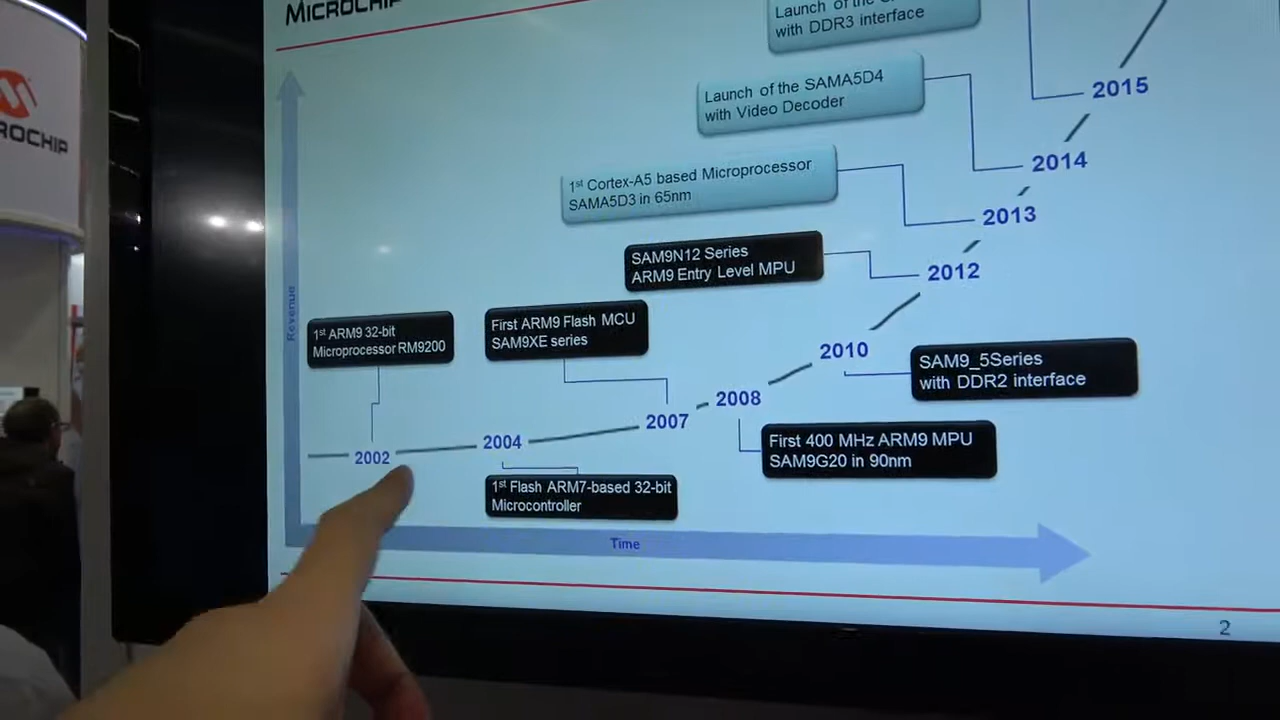 MICROCHIP
ROCHIP
Launch of the
with DDR3 interface
Launch of the SAMA5D4
with Video Decoder
2015
2014
1st Cortex-A5 based Microprocessor
SAMA5D3 in 65nm
2013
SAM9N12 Series
ARM9 Entry Level MPU
2012
Revenue
1st ARM9 32-bit
Microprocessor RM9200
First ARM9 Flash MCU
SAM9XE series
2010
SAM9_5Series
with DDR2 interface
2008
2007
First 400 MHz ARM9 MPU
SAM9G20 in 90nm
2004
2002
1st Flash ARM7-based 32-bit
Microcontroller
Time
2